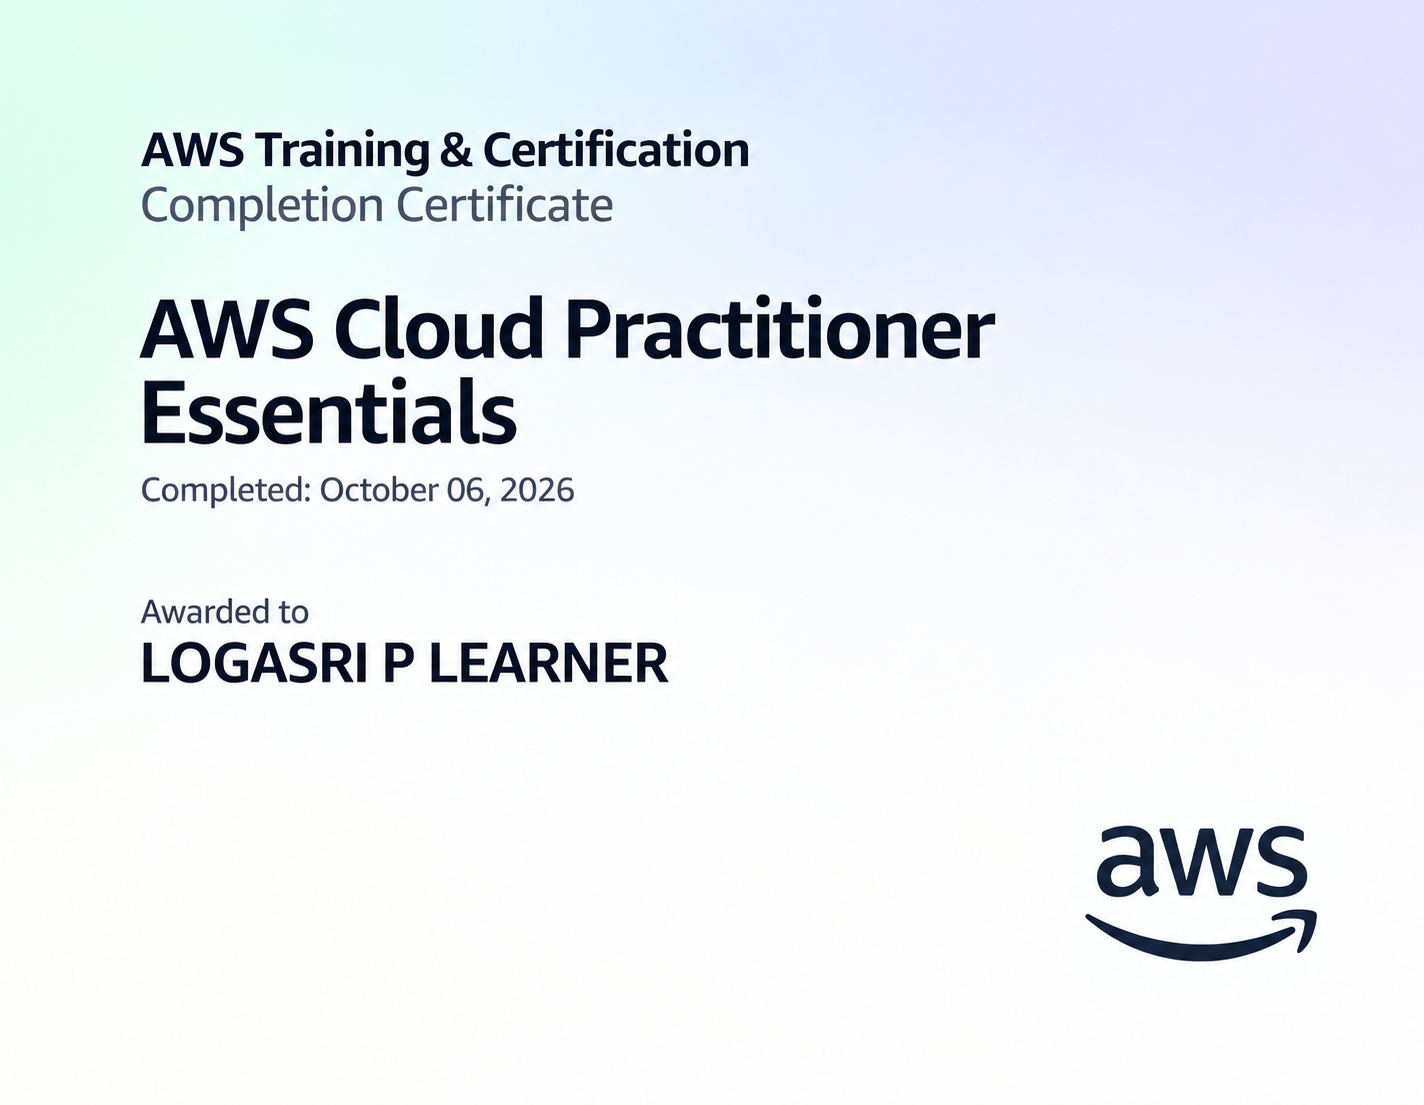 AWS Training & Certification
Completion Certificate
AWS Cloud Practitioner
Essentials
Completed: October 06, 2026
Awarded to
LOGASRI P LEARNER
aws